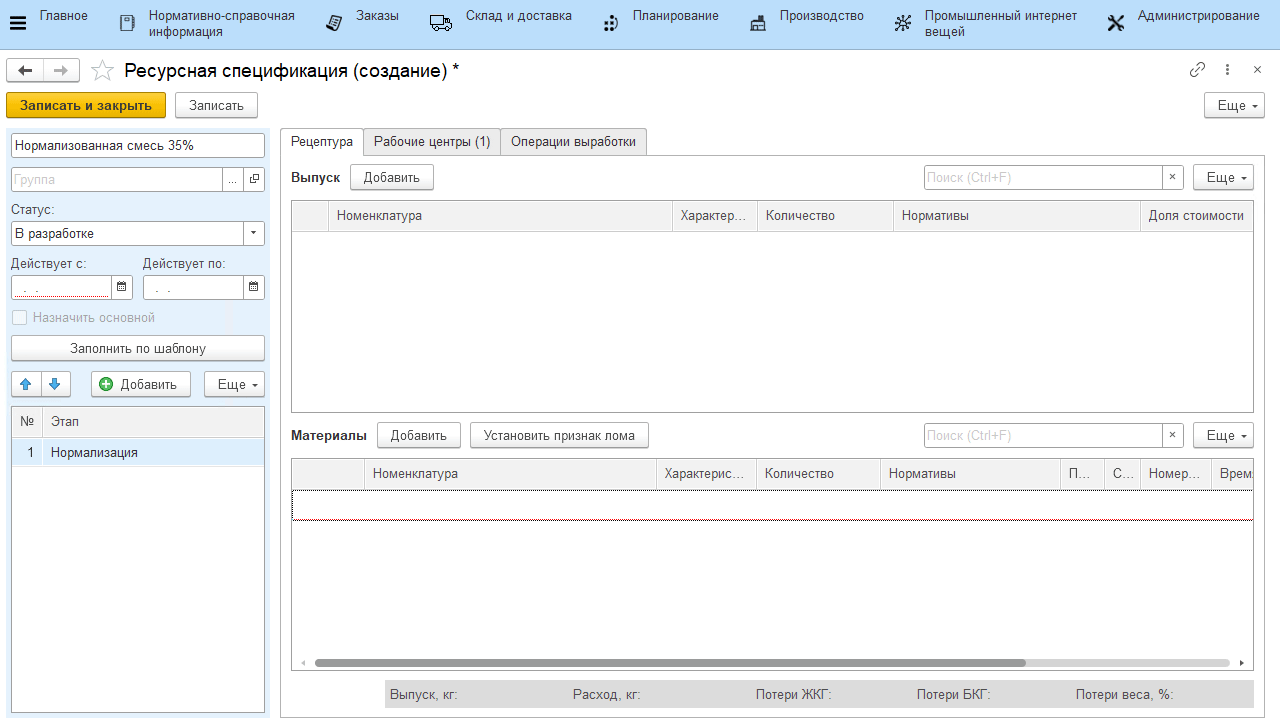 Главное
Нормативно-справочная
информация
Заказы
Склад и доставка
Планирование
Производство
Промышленный интернет
вещей
Администрирование
Ресурсная спецификация (создание) *
Записать и закрыть
Записать
Еще
Нормализованная смесь 35%
Группа
...
Статус:
В разработке
Действует с:
Действует по:
. .
. .
Назначить основной
Заполнить по шаблону
Добавить
Еще
№
Этап
1
Нормализация
Рецептура
Рабочие центры (1)
Операции выработки
Выпуск
Добавить
Поиск (Ctrl+F)
×
Еще
Номенклатура
Характер...
Количество
Нормативы
Доля стоимости
Материалы
Добавить
Установить признак лома
Поиск (Ctrl+F)
×
Еще
Номенклатура
Характерис...
Количество
Нормативы
П...
С...
Номер...
Врем
Выпуск, кг:
Расход, кг:
Потери ЖКГ:
Потери БКГ:
Потери веса, %: